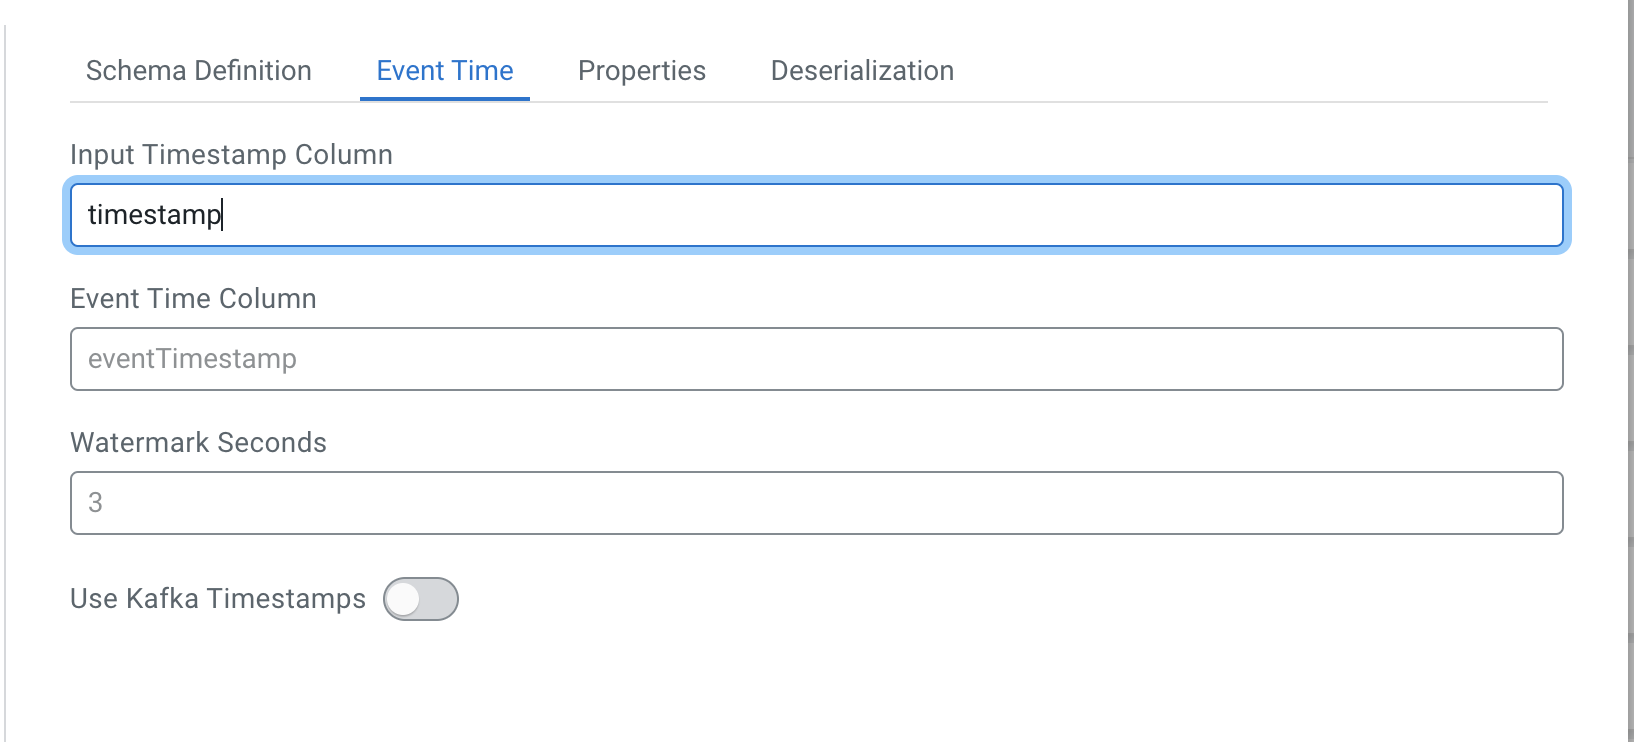 Schema Definition Event Time Properties Deserialization
Input Timestamp Column
timestamp
Event Time Column
eventTimestamp
Watermark Seconds
3
Use Kafka Timestamps